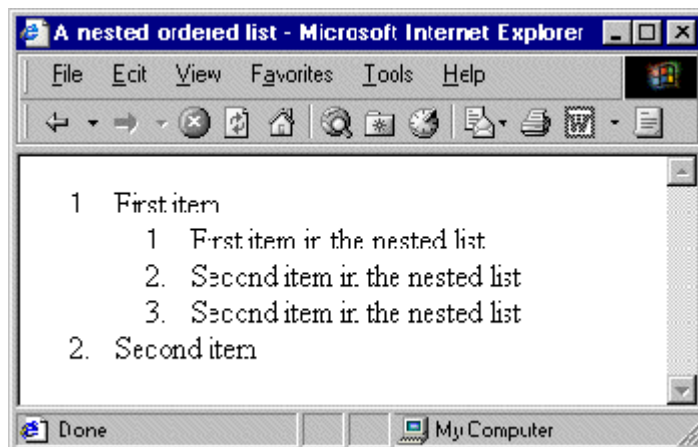 A nested ordered list - Microsoft Internet Explorer
File Edit View Favorites Tools Help
W
1. First item
1. First item in the nested list
2. Second item in the nested list
3. Second item in the nested list
2. Second item
Done My Computer